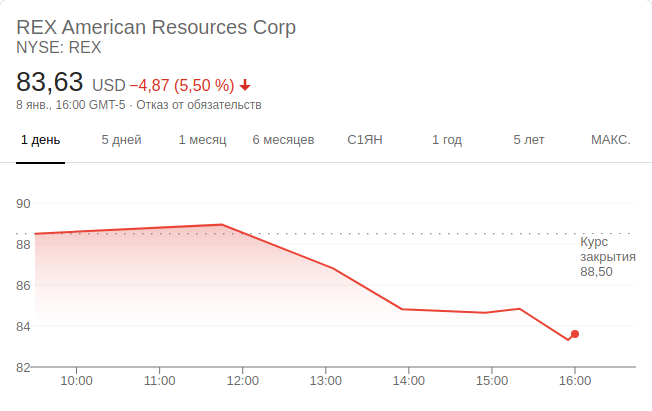 REX American Resources Corp
NYSE: REX
83,63 USD −4,87 (5,50 %)
8 янв., 16:00 GMT-5 · Отказ от обязательств
1 день 5 дней 1 месяц 6 месяцев С1ЯН 1 год 5 лет МАКС.
90
88
86
84
82
Курс
закрытия
88,50
10:00 11:00 12:00 13:00 14:00 15:00 16:00